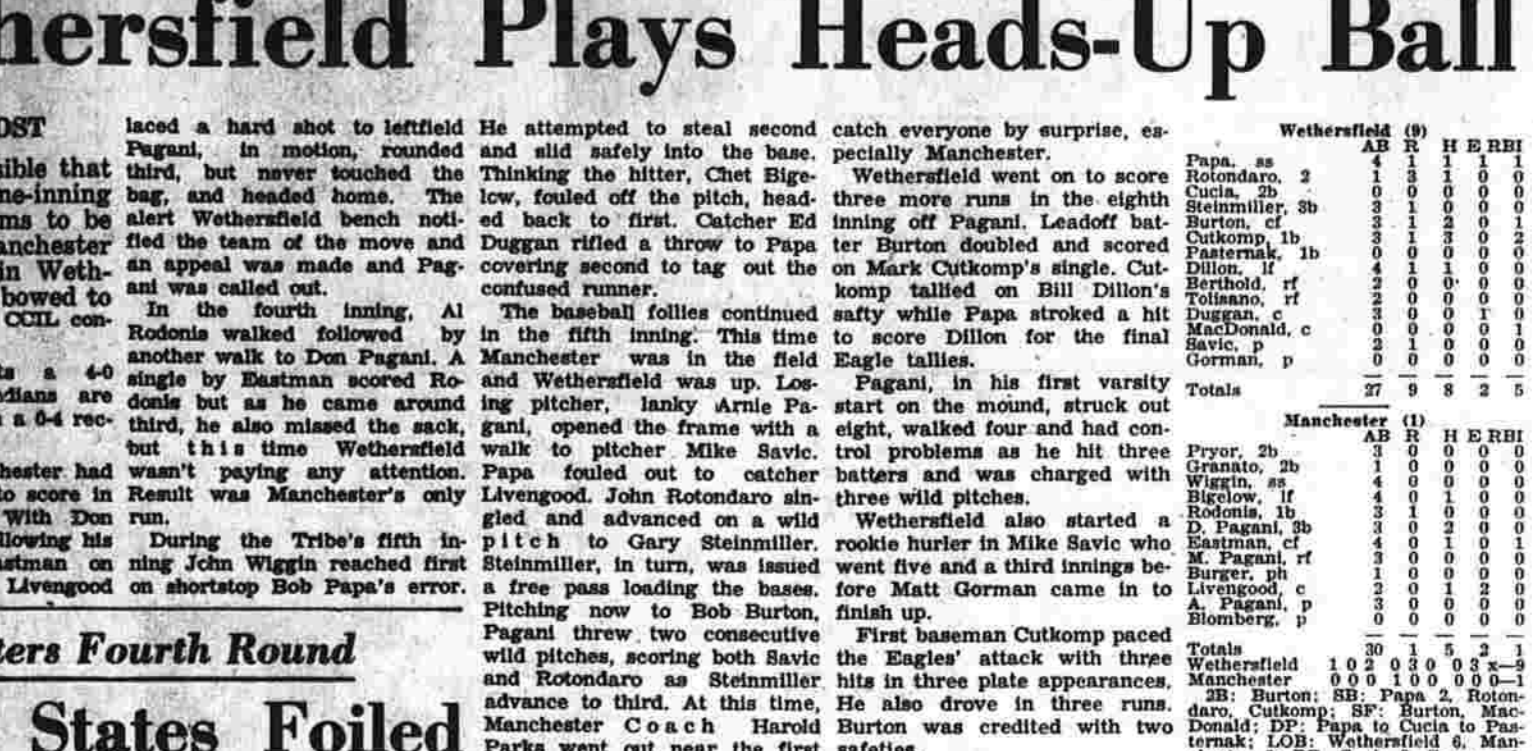 hersfield Plays Heads-Up Ball
OST
sible that
ne-inning
ms to be
anchester
in Weth-
bowed to
CCIL con-
ts a 4-0
dians are
a 0-4 rec-
hester had
to score in
With Don
llowing his
astman on
Livengood
laced a hard shot to leftfield
Pagani, in motion, rounded
third, but never touched the
bag, and headed home. The
alert Wethersfield bench noti-
fied the team of the move and
an appeal was made and Pag-
ani was called out.
In the fourth inning, Al
Rodonis walked followed by
another walk to Don Pagani. A
single by Eastman scored Ro-
donis but as he came around
third, he also missed the sack,
but this time Wethersfield
wasn't paying any attention.
Result was Manchester's only
run.
During the Tribe's fifth in-
ning John Wiggin reached first
on shortstop Bob Papa's error.
ters Fourth Round
States Foiled
He attempted to steal second
and slid safely into the base.
Thinking the hitter, Chet Bige-
low, fouled off the pitch, head-
ed back to first. Catcher Ed
Duggan rifled a throw to Papa
covering second to tag out the
confused runner.
The baseball follies continued
in the fifth inning. This time
Manchester was in the field
and Wethersfield was up. Los-
ing pitcher, lanky Arnie Pa-
gani, opened the frame with a
walk to pitcher Mike Savic.
Papa fouled out to catcher
Livengood. John Rotondaro sin-
gled and advanced on a wild
pitch to Gary Steinmiller.
Steinmiller, in turn, was issued
a free pass loading the bases.
Pitching now to Bob Burton,
Pagani threw two consecutive
wild pitches, scoring both Savic
and Rotondaro as Steinmiller
advance to third. At this time,
Manchester Coach Harold
Parks went out near the first
catch everyone by surprise, es-
pecially Manchester.
Wethersfield went on to score
three more runs in the eighth
inning off Pagani. Leadoff bat-
ter Burton doubled and scored
on Mark Cutkomp's single. Cut-
komp tallied on Bill Dillon's
safty while Papa stroked a hit
to score Dillon for the final
Eagle tallies.
Pagani, in his first varsity
start on the mound, struck out
eight, walked four and had con-
trol problems as he hit three
batters and was charged with
three wild pitches.
Wethersfield also started a
rookie hurler in Mike Savic who
went five and a third innings be-
fore Matt Gorman came in to
finish up.
First baseman Cutkomp paced
the Eagles' attack with three
hits in three plate appearances.
He also drove in three runs.
Burton was credited with two
safeties.
Wethersfield (9)
AB R H E RBI
Papa, ss 4 1 1 1 1
Rotondaro, 2 1 3 1 0 0
Cucia, 2b 0 0 0 0 0
Steinmiller, 3b 3 1 0 0 0
Burton, cf 3 1 2 0 1
Cutkomp, 1b 3 1 3 0 2
Pasternak, 1b 0 0 0 0 0
Dillon, lf 4 1 1 0 0
Berthold, rf 2 0 0 0 0
Tolisano, rf 2 0 0 0 0
Duggan, c 3 0 0 1 0
MacDonald, c 0 0 0 0 1
Savic, p 2 1 0 0 0
Gorman, p 0 0 0 0 0
Totals 27 9 8 2 5
Manchester (1)
AB R H E RBI
Pryor, 2b 3 0 0 0 0
Granato, 2b 1 0 0 0 0
Wiggin, ss 4 0 0 0 0
Bigelow, lf 4 0 1 0 0
Rodonis, 1b 3 1 0 0 0
D. Pagani, 3b 3 0 2 0 0
Eastman, cf 4 0 1 0 1
M. Pagani, rf 3 0 0 0 0
Burger, ph 1 0 0 0 0
Livengood, c 2 0 1 2 0
A. Pagani, p 3 0 0 0 0
Blomberg, p 0 0 0 0 0
Totals 30 1 5 2 1
Wethersfield 1 0 2 0 3 0 0 3 x—9
Manchester 0 0 0 1 0 0 0 0 0—1
2B: Burton; SB: Papa 2, Roton-
daro, Cutkomp; SF: Burton, Mac-
Donald; DP: Papa to Cucia to Pas-
ternak; LOB: Wethersfield 6, Man-